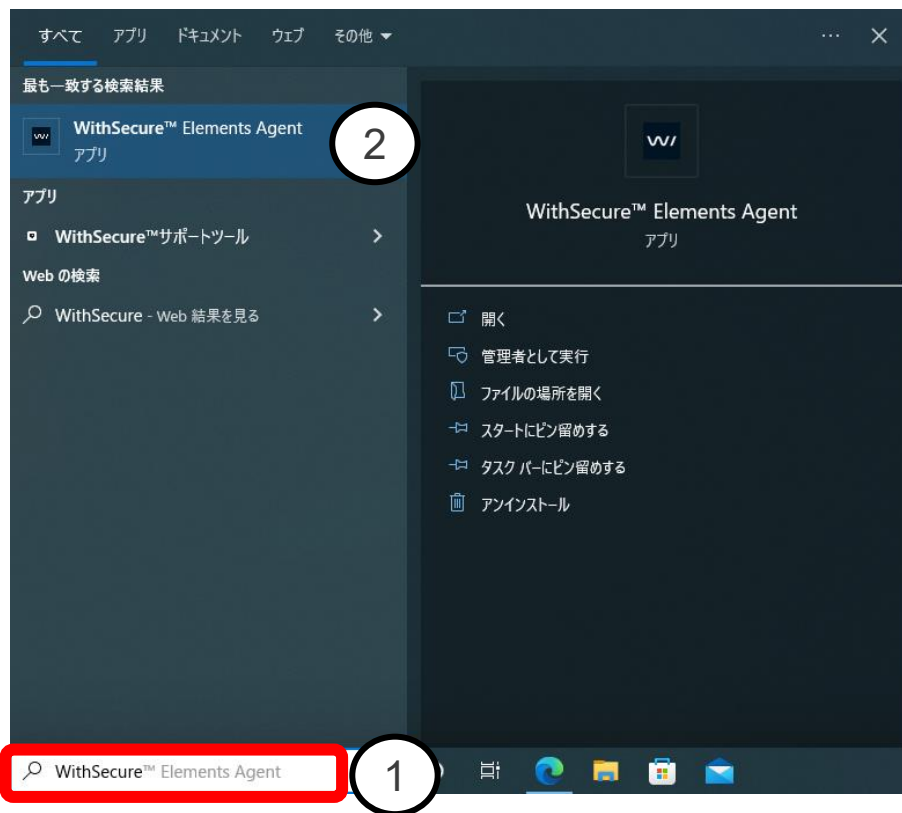 すべて アプリ ドキュメント ウェブ その他
最も一致する検索結果
WithSecure™ Elements Agent
アプリ
2
アプリ
WithSecure™サポートツール
Web の検索
WithSecure - Web 結果を見る
WithSecure™ Elements Agent
アプリ
開く
管理者として実行
ファイルの場所を開く
スタートにピン留めする
タスク バーにピン留めする
アンインストール
WithSecure™ Elements Agent
1